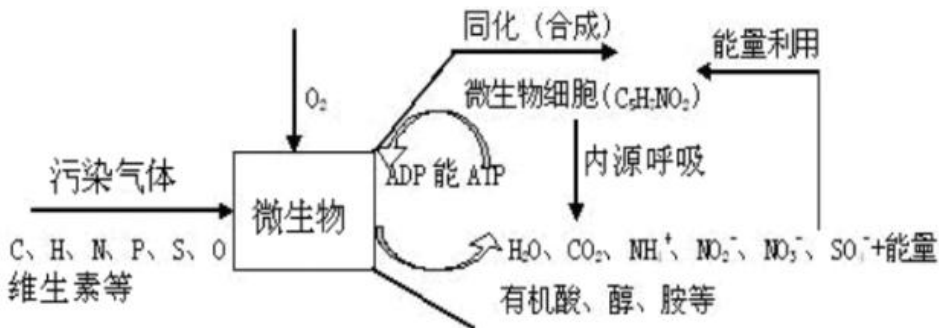 同化（合成）
能量利用
O₂
微生物细胞(C₅H₇NO₂)
污染气体
ADP 能 ATP
内源呼吸
微生物
C、H、N、P、S、O
维生素等
H₂O、CO₂、NH₄⁺、NO₂⁻、NO₃⁻、SO₄⁻+能量
有机酸、醇、胺等